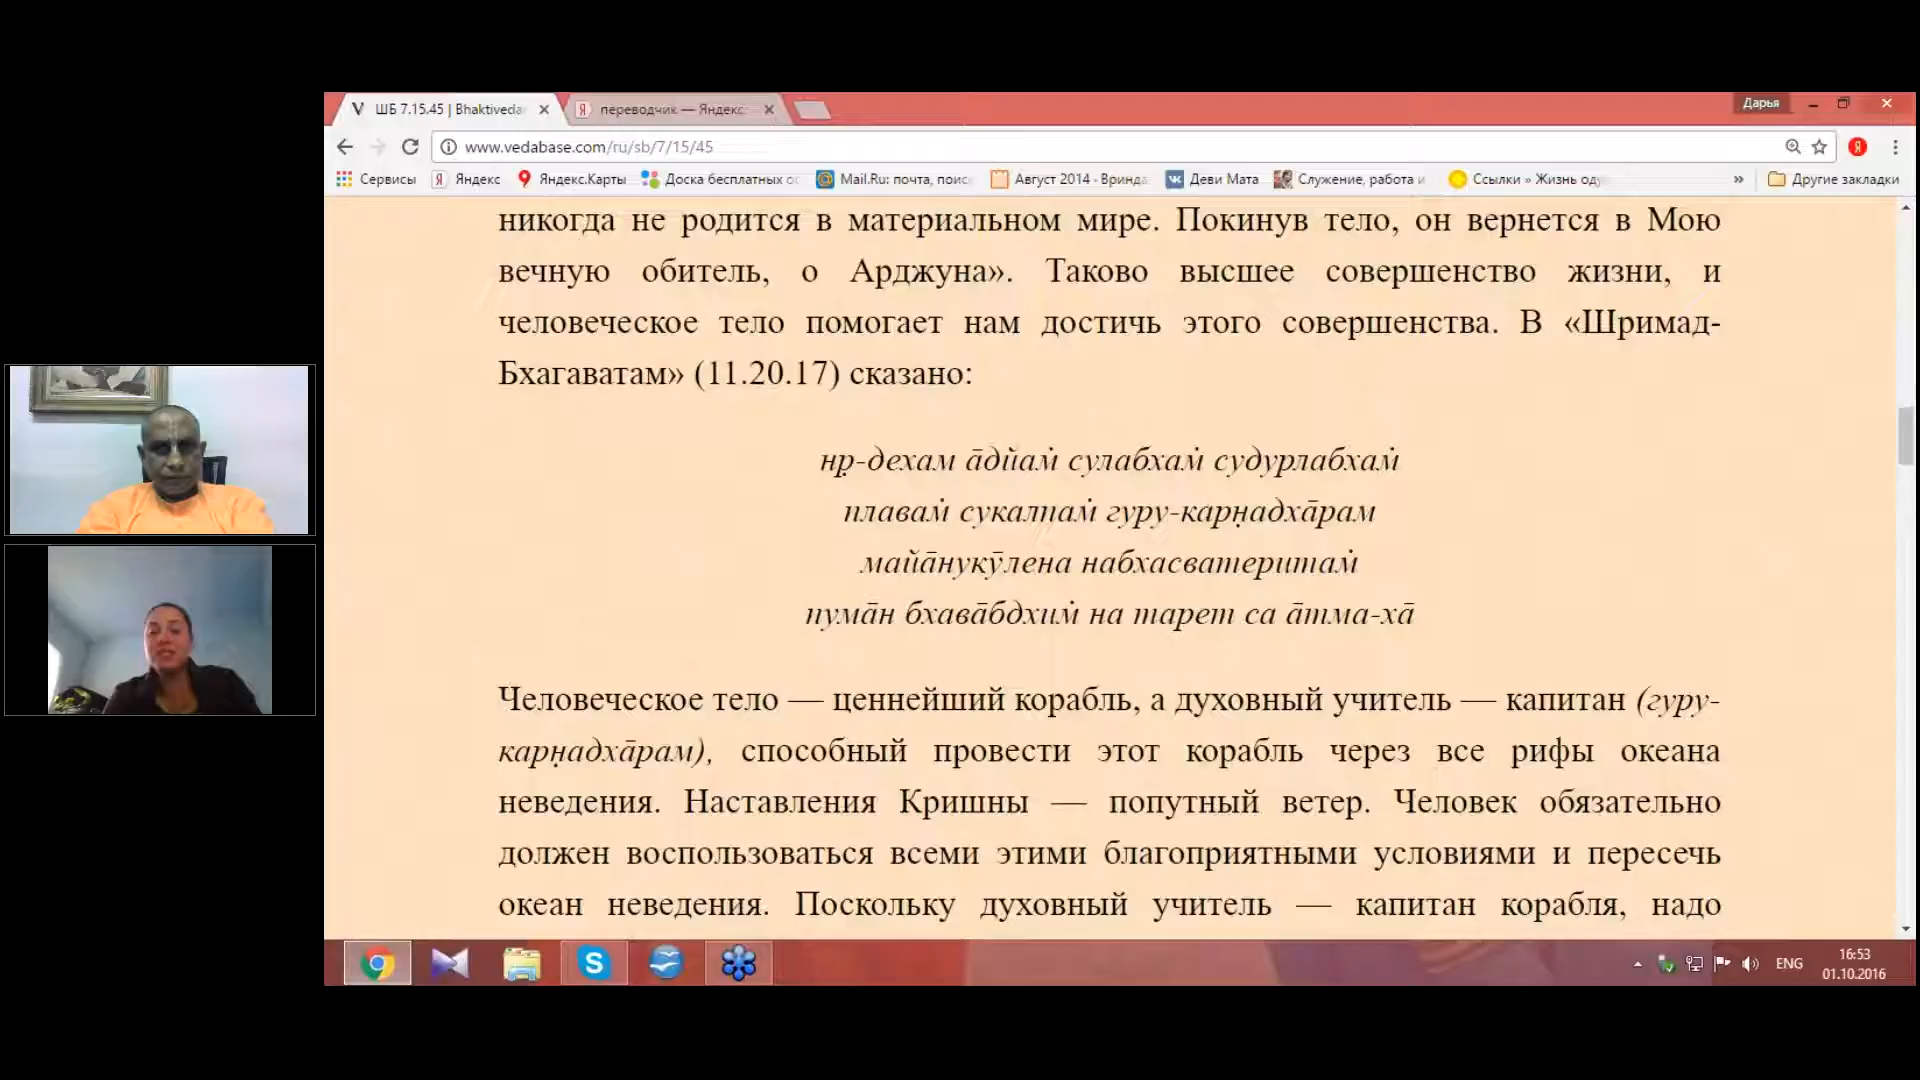 ШБ 7.15.45 | Bhaktiveda
переводчик — Яндекс
Дарья
www.vedabase.com/ru/sb/7/15/45
Сервисы
Яндекс
Яндекс.Карты
Доска бесплатных о
Mail.Ru: почта, поис
Август 2014 - Вринда
Деви Мата
Служение, работа и
Ссылки » Жизнь од
»
Другие закладки
никогда не родится в материальном мире. Покинув тело, он вернется в Мою
вечную обитель, о Арджуна». Таково высшее совершенство жизни, и
человеческое тело помогает нам достичь этого совершенства. В «Шримад-
Бхагаватам» (11.20.17) сказано:
нр̣-дехам а̄дйам̇ сулабхам̇ судурлабхам̇
плавам̇ сукалпам̇ гуру-карн̣адха̄рам
майа̄нукӯлена набхасватеритам̇
пума̄н бхава̄бдхим̇ на тарет са а̄тма-ха̄
Человеческое тело — ценнейший корабль, а духовный учитель — капитан (гуру-
карн̣адха̄рам), способный провести этот корабль через все рифы океана
неведения. Наставления Кришны — попутный ветер. Человек обязательно
должен воспользоваться всеми этими благоприятными условиями и пересечь
океан неведения. Поскольку духовный учитель — капитан корабля, надо
ENG
16:53
01.10.2016